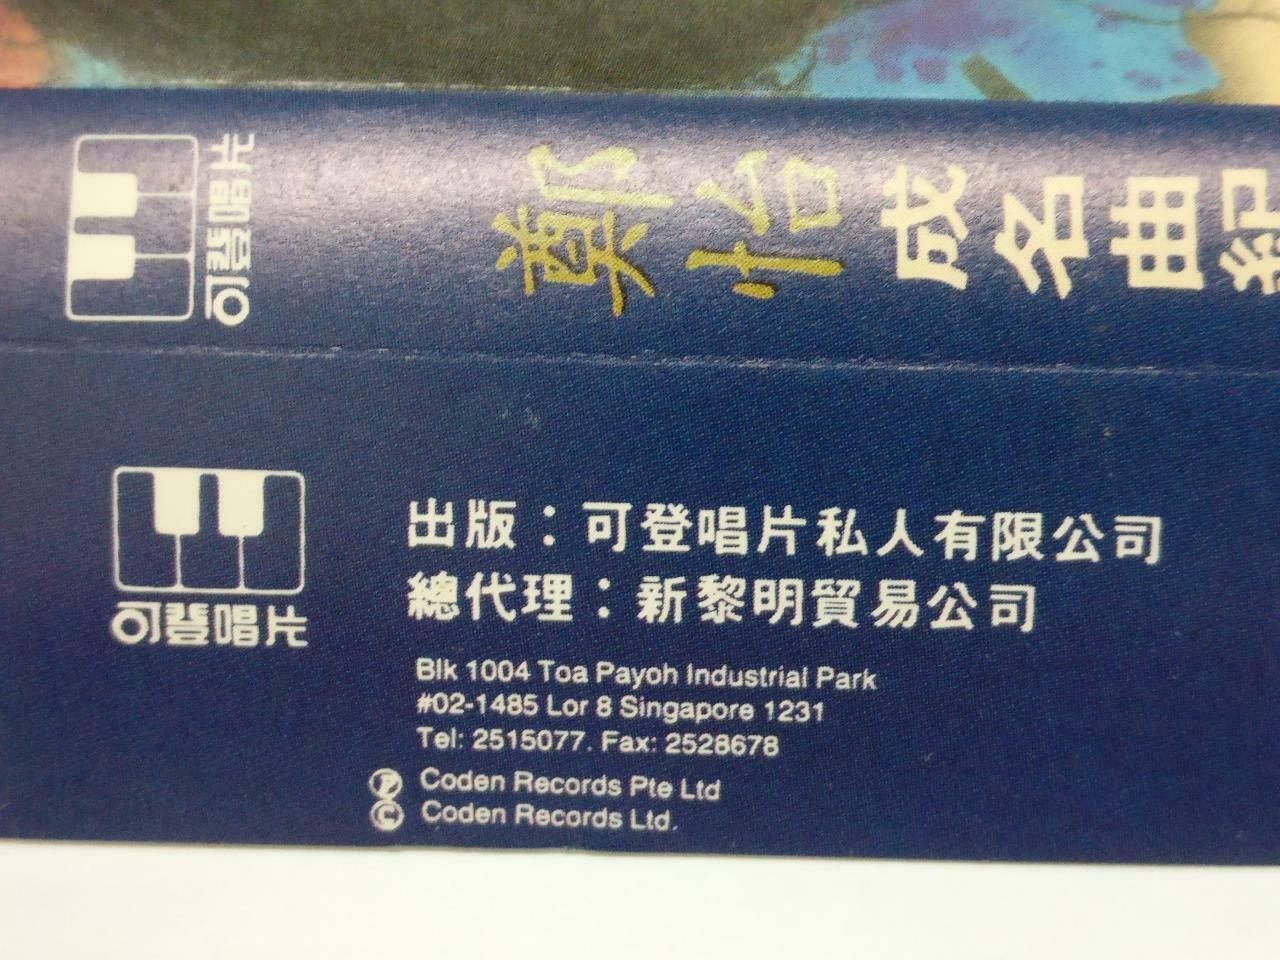 可登唱片
鄭怡 成名曲紀
可登唱片
出版：可登唱片私人有限公司
總代理：新黎明貿易公司
Blk 1004 Toa Payoh Industrial Park
#02-1485 Lor 8 Singapore 1231
Tel: 2515077. Fax: 2528678
Ⓟ Coden Records Pte Ltd
© Coden Records Ltd.